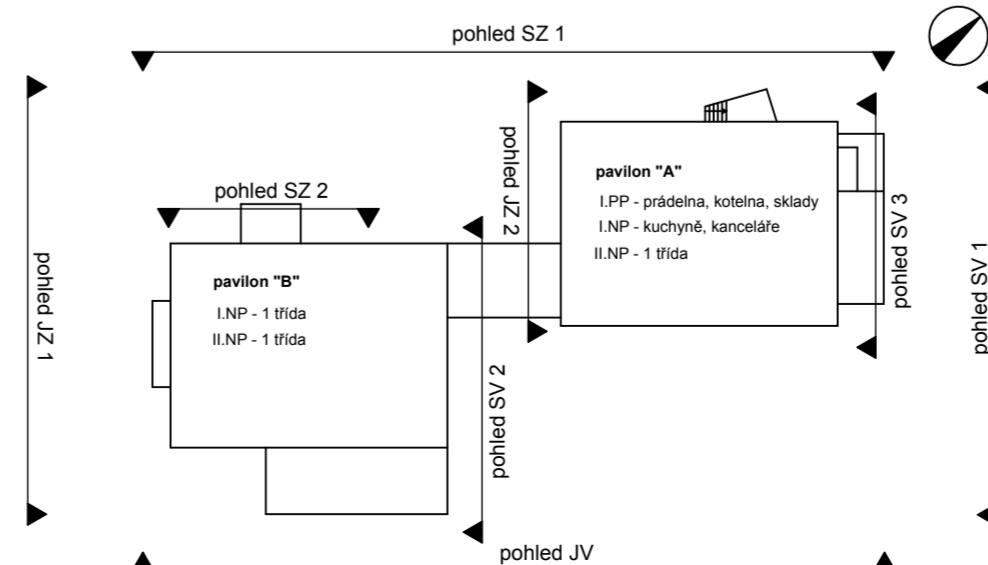 pohled SZ 1
pohled JZ 1
pohled SZ 2
pohled JZ 2
pavilon "A"
I.PP - prádelna, kotelna, sklady
I.NP - kuchyně, kanceláře
II.NP - 1 třída
pohled SV 3
pohled SV 1
pavilon "B"
I.NP - 1 třída
II.NP - 1 třída
pohled SV 2
pohled JV